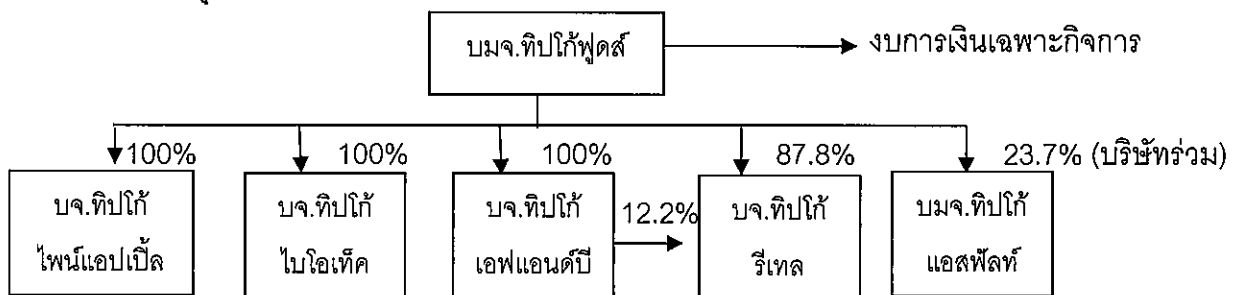 บมจ.ทิปโก้ฟูดส์ งบการเงินเฉพาะกิจการ
100% 100% 100% 87.8% 23.7% (บริษัทร่วม)
บจ.ทิปโก้
ไพน์แอปเปิ้ล
บจ.ทิปโก้
ไบโอเท็ค
บจ.ทิปโก้
เอฟแอนด์บี
12.2%
บจ.ทิปโก้
รีเทล
บมจ.ทิปโก้
แอสฟัลท์